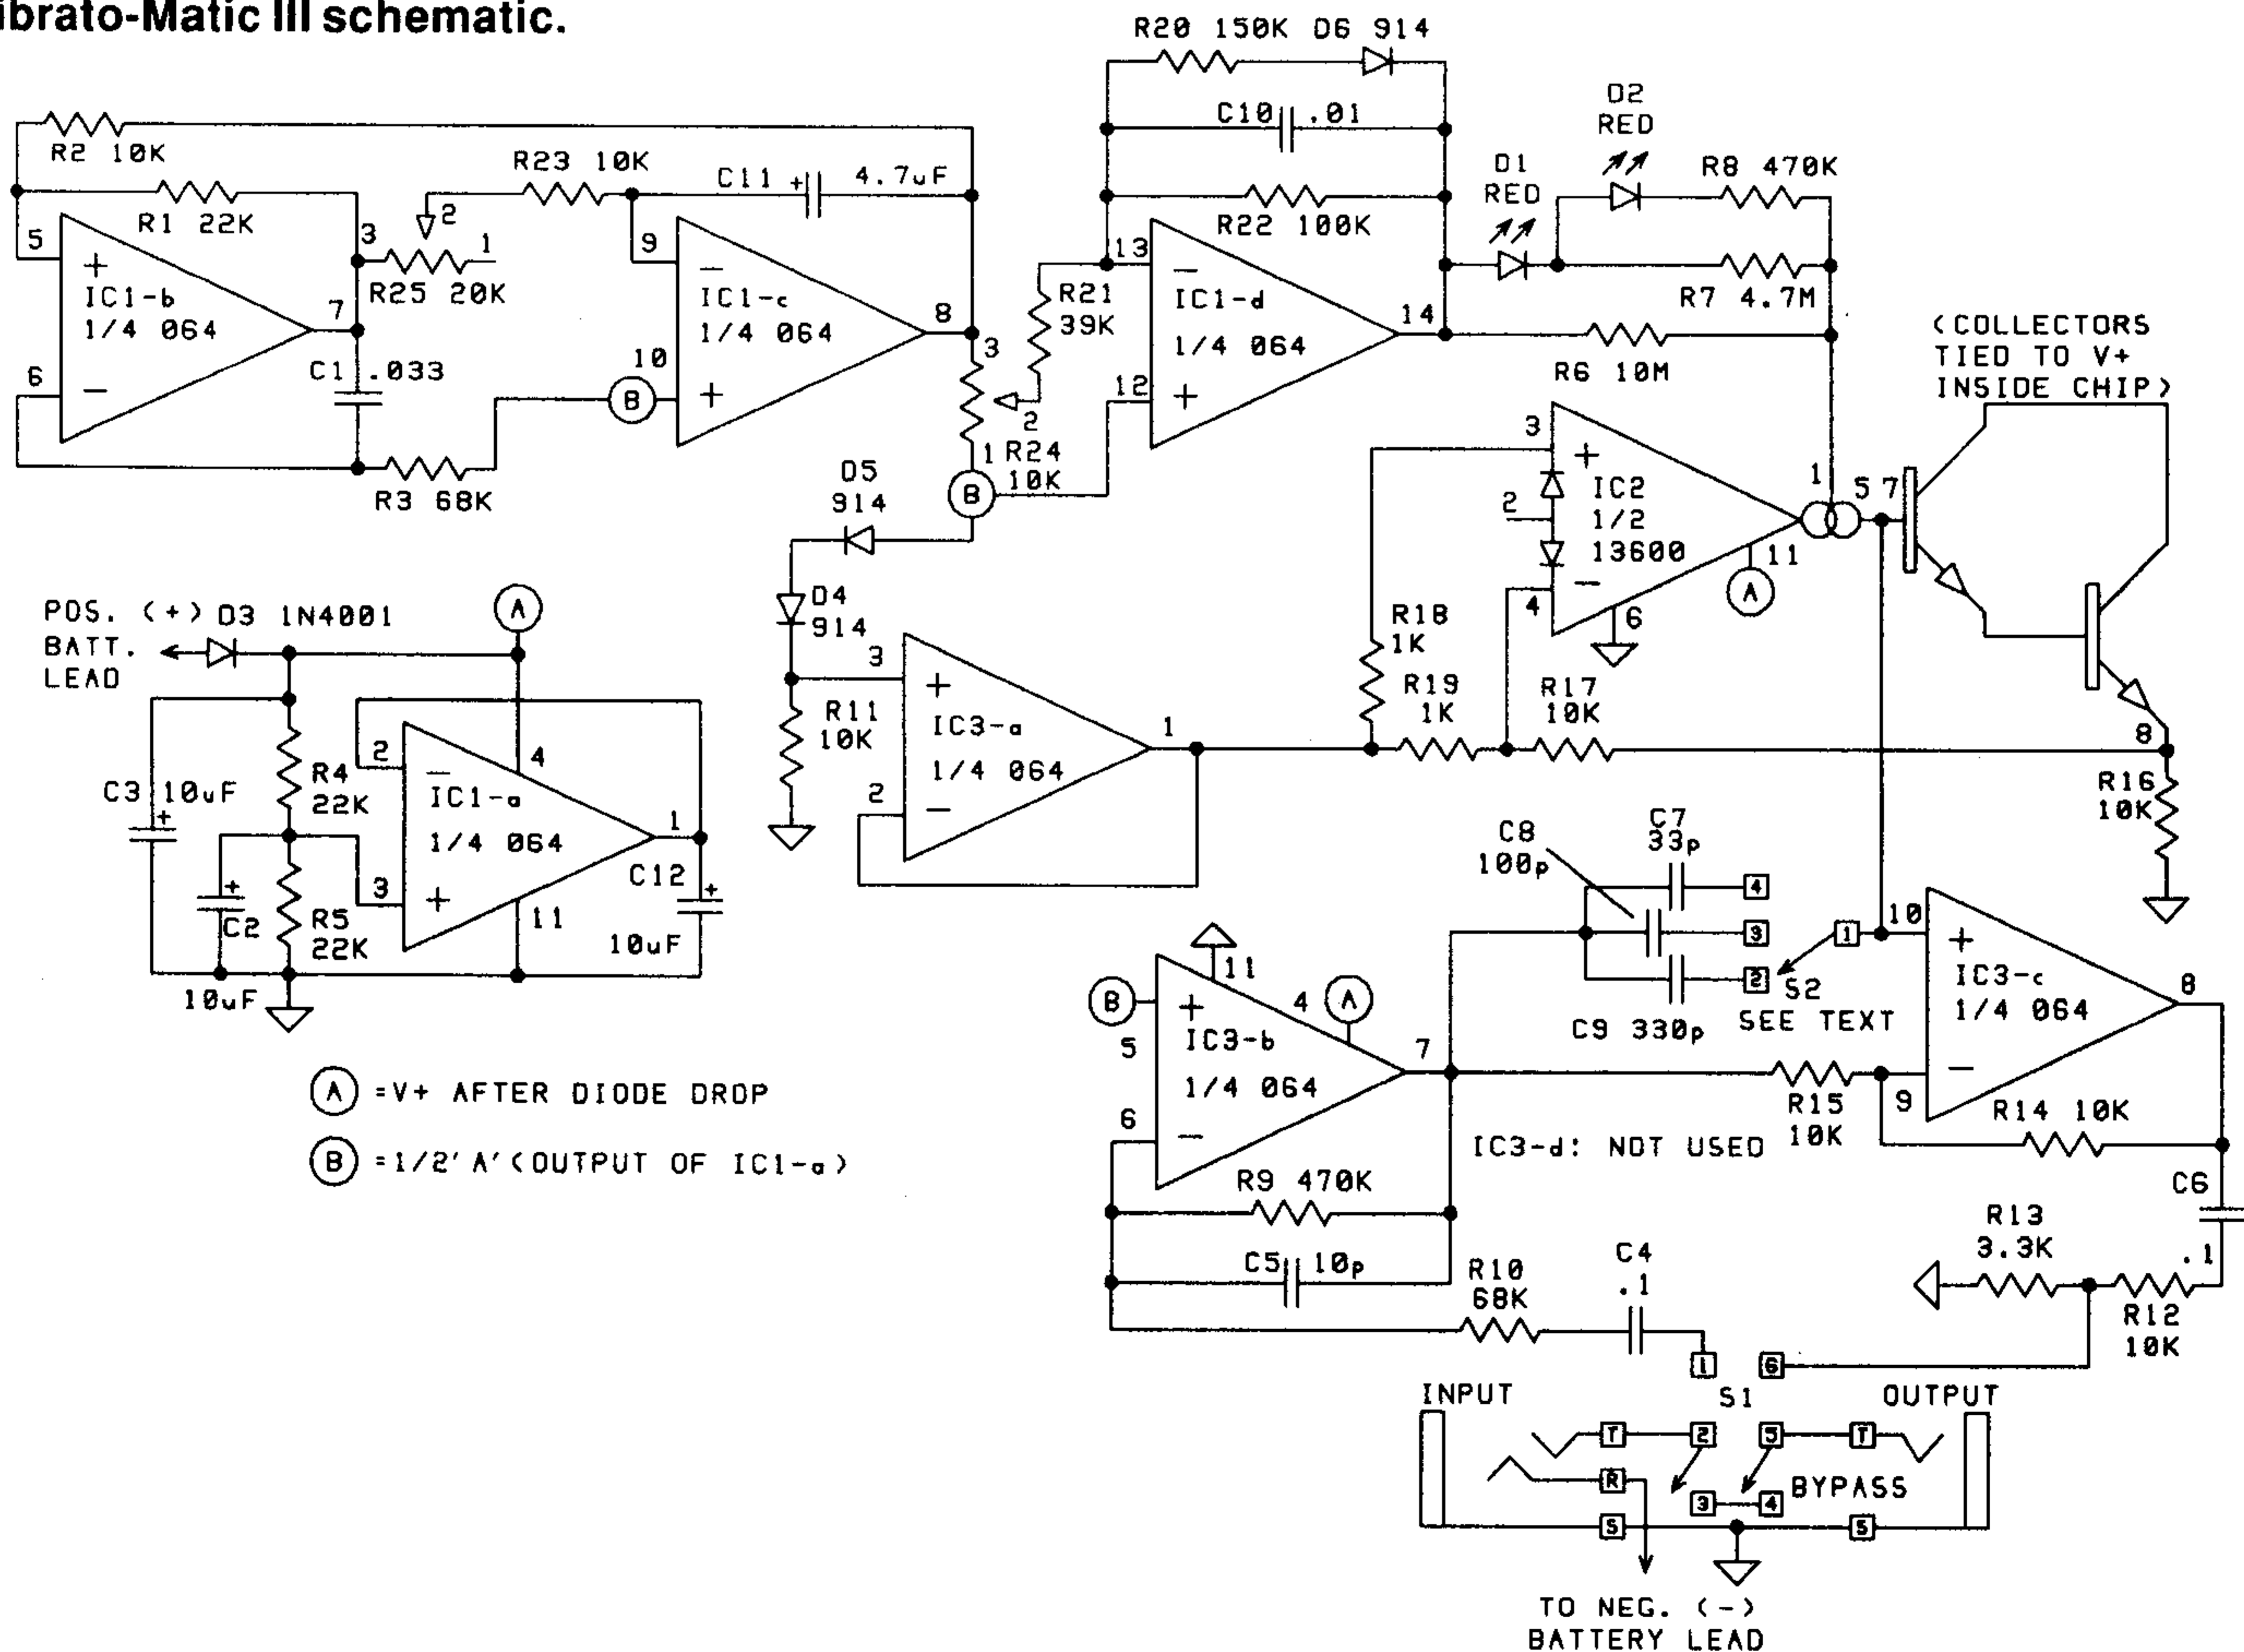 ibrato-Matic III schematic.
R20 150K D6 914
C10 .01
R22 100K
D2
RED
D1
RED
R8 470K
R7 4.7M
R6 10M
R2 10K
R1 22K
R23 10K
C11 + 4.7uF
5
+
IC1-b
1/4 064
6
−
7
3
2
1
R25 20K
C1 .033
R3 68K
9
−
IC1-c
1/4 064
10
B
+
8
3
2
1 R24
10K
B
R21
39K
13
−
IC1-d
1/4 064
12
+
14
(COLLECTORS
TIED TO V+
INSIDE CHIP)
3
+
2
IC2
1/2
13600
−
4
6
11
A
1
5 7
8
D5
914
D4
914
POS. (+) D3 1N4001
BATT.
LEAD
A
C3 10uF
+
R4
22K
2
−
IC1-a
1/4 064
4
3
+
11
1
C2
+
10uF
R5
22K
C12
+
10uF
3
+
IC3-a
1/4 064
2
−
1
R11
10K
R18
1K
R19
1K
R17
10K
R16
10K
C7
33p
C8
100p
C9 330p
4
3
2
1
S2
SEE TEXT
10
+
IC3-c
1/4 064
−
9
8
R14 10K
R15
10K
B
5
+
IC3-b
1/4 064
6
−
11
4
A
7
IC3-d: NOT USED
R9 470K
C5 10p
R10
68K
C4
.1
C6
.1
R13
3.3K
R12
10K
A =V+ AFTER DIODE DROP
B =1/2'A'(OUTPUT OF IC1-a)
1
6
INPUT
S1
OUTPUT
T
2
5
T
R
BYPASS
3
4
S
S
TO NEG. (-)
BATTERY LEAD